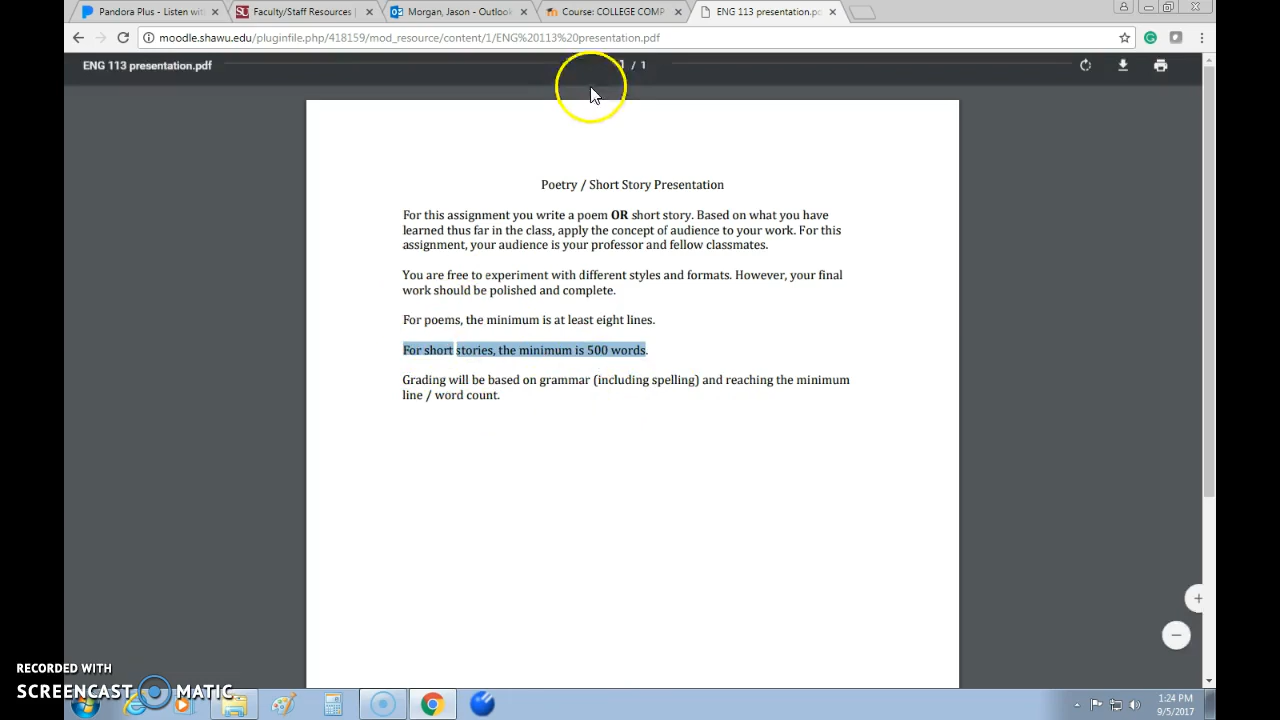 Pandora Plus - Listen wit
Faculty/Staff Resources |
Morgan, Jason - Outlook
Course: COLLEGE COMP
ENG 113 presentation.pd
moodle.shawu.edu/pluginfile.php/418159/mod_resource/content/1/ENG%20113%20presentation.pdf
ENG 113 presentation.pdf
1 / 1
Poetry / Short Story Presentation
For this assignment you write a poem OR short story. Based on what you have
learned thus far in the class, apply the concept of audience to your work. For this
assignment, your audience is your professor and fellow classmates.
You are free to experiment with different styles and formats. However, your final
work should be polished and complete.
For poems, the minimum is at least eight lines.
For short stories, the minimum is 500 words.
Grading will be based on grammar (including spelling) and reaching the minimum
line / word count.
RECORDED WITH
SCREENCAST MATIC
1:24 PM
9/5/2017